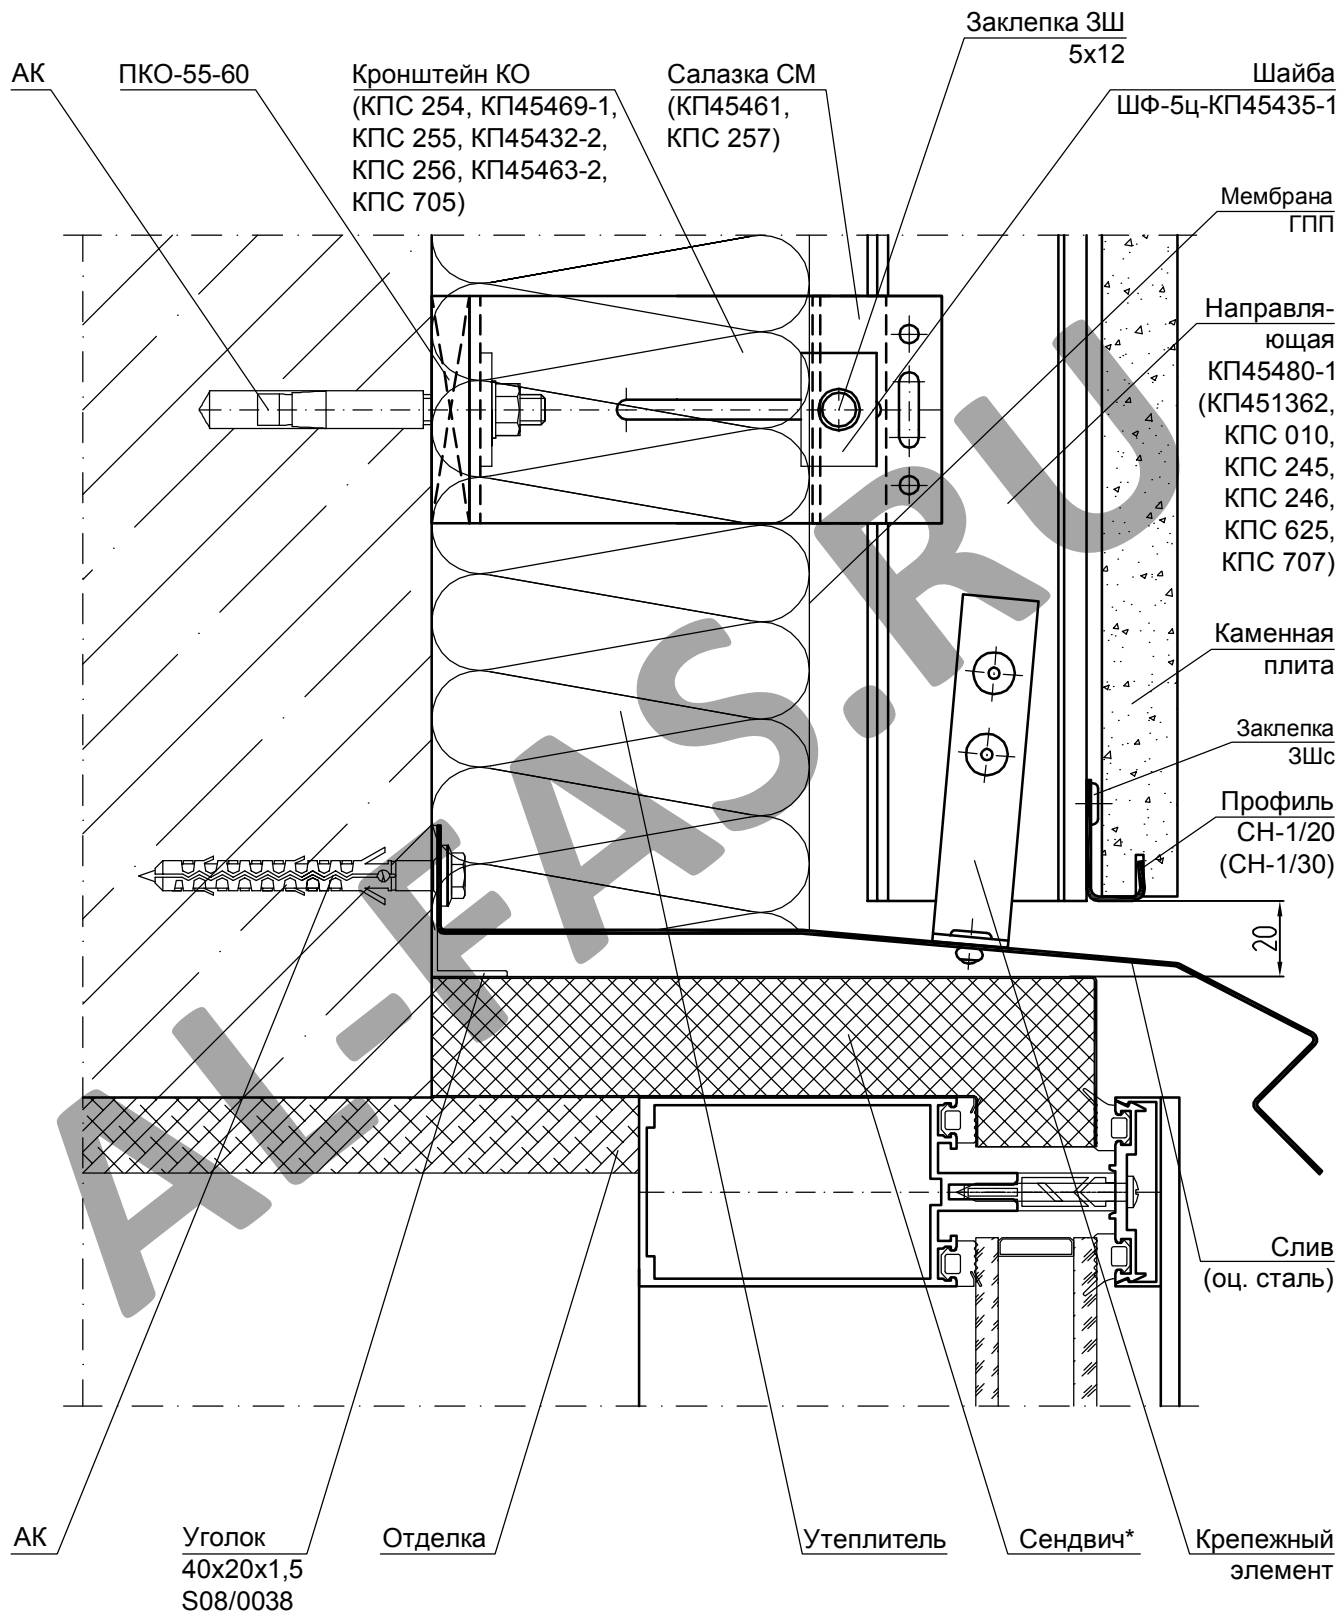 Заклепка ЗШ
5х12
АК
ПКО-55-60
Кронштейн КО
(КПС 254, КП45469-1,
КПС 255, КП45432-2,
КПС 256, КП45463-2,
КПС 705)
Салазка СМ
(КП45461,
КПС 257)
Шайба
ШФ-5ц-КП45435-1
Мембрана
ГПП
Направля-
ющая
КП45480-1
(КП451362,
КПС 010,
КПС 245,
КПС 246,
КПС 625,
КПС 707)
Каменная
плита
Заклепка
ЗШс
Профиль
СН-1/20
(СН-1/30)
20
Слив
(оц. сталь)
АК
Уголок
40х20х1,5
S08/0038
Отделка
Утеплитель
Сендвич*
Крепежный
элемент
AL-FAS.RU